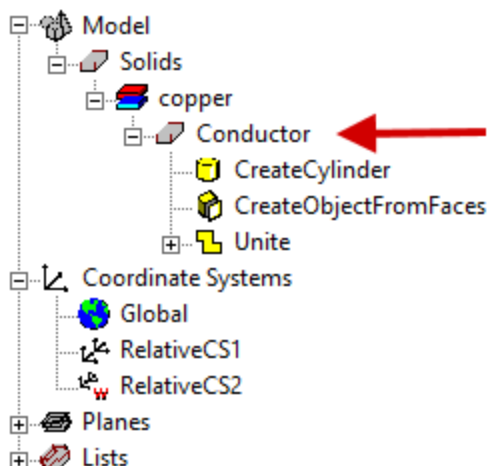 Model
Solids
copper
Conductor
CreateCylinder
CreateObjectFromFaces
Unite
Coordinate Systems
Global
RelativeCS1
RelativeCS2
Planes
Lists